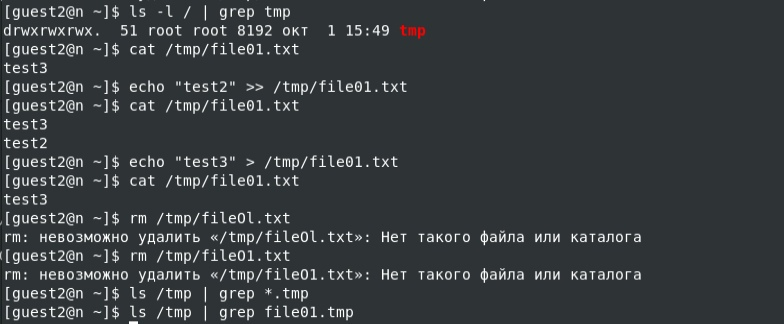 [guest2@n ~]$ ls -l / | grep tmp
drwxrwxrwx.  51 root root 8192 окт  1 15:49 tmp
[guest2@n ~]$ cat /tmp/file01.txt
test3
[guest2@n ~]$ echo "test2" >> /tmp/file01.txt
[guest2@n ~]$ cat /tmp/file01.txt
test3
test2
[guest2@n ~]$ echo "test3" > /tmp/file01.txt
[guest2@n ~]$ cat /tmp/file01.txt
test3
[guest2@n ~]$ rm /tmp/fileOl.txt
rm: невозможно удалить «/tmp/fileOl.txt»: Нет такого файла или каталога
[guest2@n ~]$ rm /tmp/fileO1.txt
rm: невозможно удалить «/tmp/fileO1.txt»: Нет такого файла или каталога
[guest2@n ~]$ ls /tmp | grep *.tmp
[guest2@n ~]$ ls /tmp | grep file01.tmp